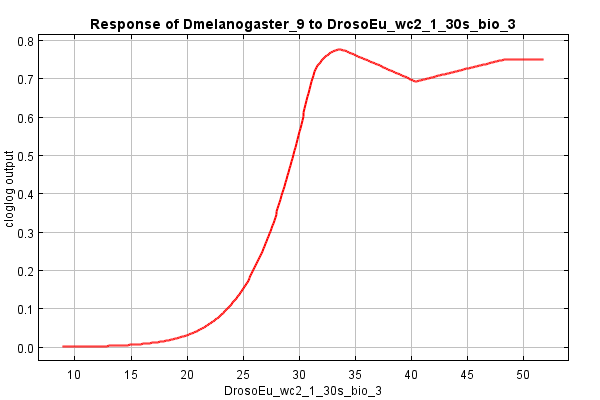 Response of Dmelanogaster_9 to DrosoEu_wc2_1_30s_bio_3
cloglog output
0.8
0.7
0.6
0.5
0.4
0.3
0.2
0.1
0.0
10 15 20 25 30 35 40 45 50
DrosoEu_wc2_1_30s_bio_3